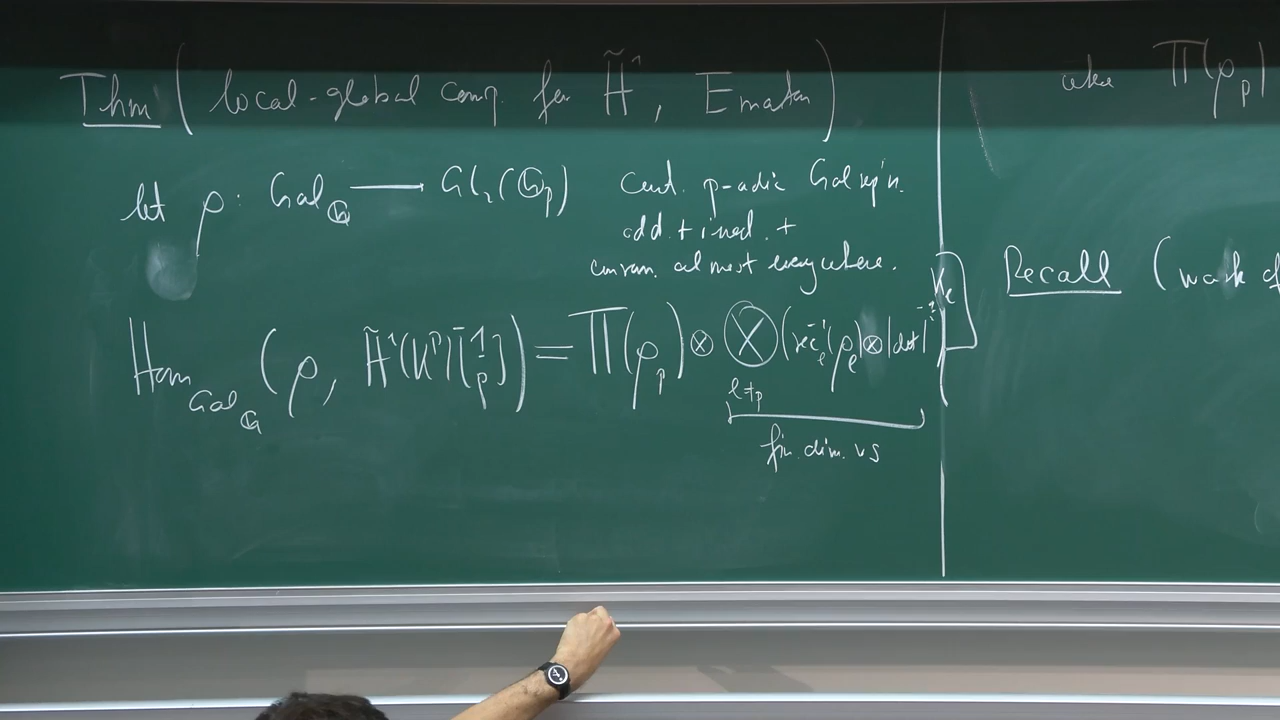 Thm (local-global comp. for H̃¹, Emerton)
let ρ: Gal_ℚ ⟶ GL₂(ℚ_p) cont. p-adic Gal rep'n.
odd + irred. +
unram. almost everywhere.
Hom_{Gal_ℚ}(ρ, H̃¹(K^p)[1/p]) = Π(ρ_p) ⊗ ⊗_{ℓ≠p} (rec_ℓ^{-1}(ρ_ℓ) ⊗ |det|^{-1/2})^{K_ℓ}
fin. dim. vs
where Π(ρ_p)
Recall (work of